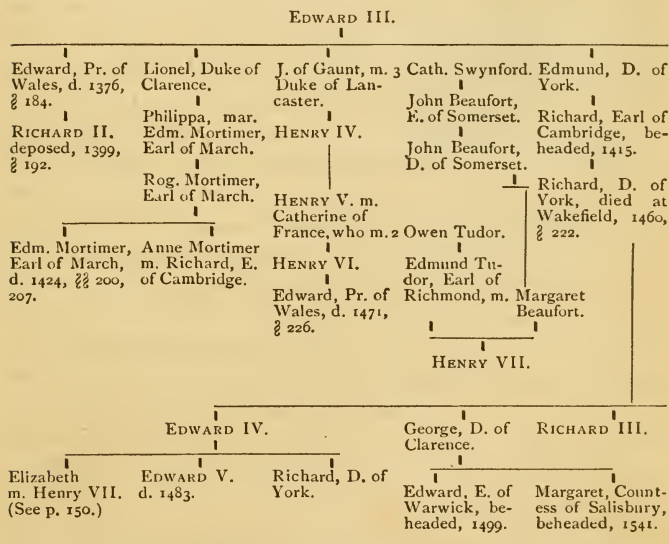 EDWARD III.
Edward, Pr. of
Wales, d. 1376,
§ 184.
RICHARD II.
deposed, 1399,
§ 192.
Lionel, Duke of
Clarence.
Philippa, mar.
Edm. Mortimer,
Earl of March.
Rog. Mortimer,
Earl of March.
Edm. Mortimer,
Earl of March,
d. 1424, §§ 200,
207.
Anne Mortimer
m. Richard, E.
of Cambridge.
J. of Gaunt, m. 3 Cath. Swynford.
Duke of Lan-
caster.
HENRY IV.
HENRY V. m.
Catherine of
France, who m. 2 Owen Tudor.
HENRY VI.
Edward, Pr. of
Wales, d. 1471,
§ 226.
John Beaufort,
E. of Somerset.
John Beaufort,
D. of Somerset.
Edmund Tu-
dor, Earl of
Richmond, m. Margaret
Beaufort.
HENRY VII.
Edmund, D. of
York.
Richard, Earl of
Cambridge, be-
headed, 1415.
Richard, D. of
York, died at
Wakefield, 1460,
§ 222.
EDWARD IV.
George, D. of
Clarence.
RICHARD III.
Elizabeth
m. Henry VII.
(See p. 150.)
EDWARD V.
d. 1483.
Richard, D. of
York.
Edward, E. of
Warwick, be-
headed, 1499.
Margaret, Count-
ess of Salisbury,
beheaded, 1541.